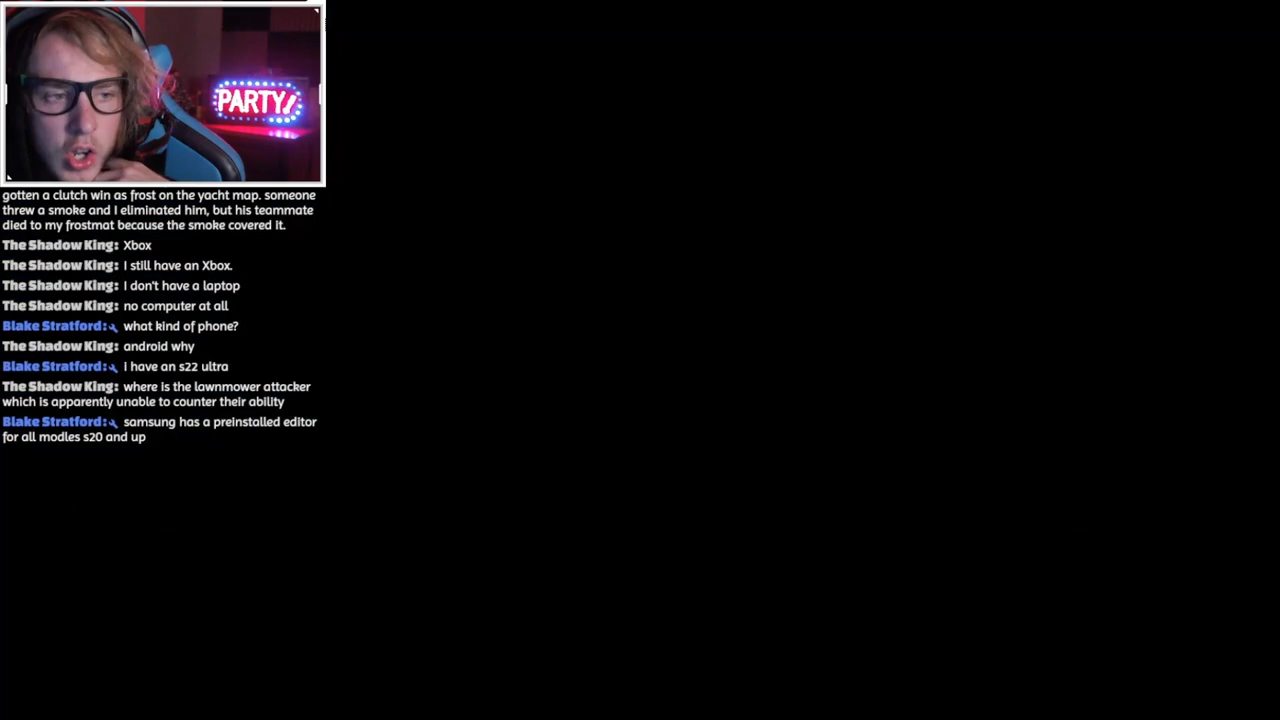 PARTY!
gotten a clutch win as frost on the yacht map. someone
threw a smoke and I eliminated him, but his teammate
died to my frostmat because the smoke covered it.
The Shadow King: Xbox
The Shadow King: I still have an Xbox.
The Shadow King: I don't have a laptop
The Shadow King: no computer at all
Blake Stratford: what kind of phone?
The Shadow King: android why
Blake Stratford: i have an s22 ultra
The Shadow King: where is the lawnmower attacker
which is apparently unable to counter their ability
Blake Stratford: samsung has a preinstalled editor
for all modles s20 and up